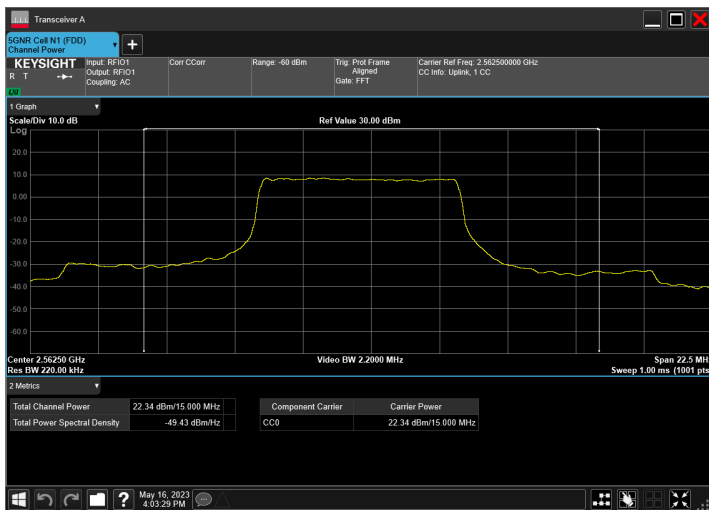 Transceiver A
5GNR Cell N1 (FDD)
Channel Power
KEYSIGHT
R T
LXI
Input: RFIO1
Output: RFIO1
Coupling: AC
Corr CCorr
Range: -60 dBm
Trig: Prot Frame
Aligned
Gate: FFT
Carrier Ref Freq: 2.562500000 GHz
CC Info: Uplink, 1 CC
1 Graph
Scale/Div 10.0 dB
Ref Value 30.00 dBm
Log
20.0
10.0
0.00
-10.0
-20.0
-30.0
-40.0
-50.0
-60.0
Center 2.56250 GHz
Video BW 2.2000 MHz
Span 22.5 MH
Res BW 220.00 kHz
Sweep 1.00 ms (1001 pts
2 Metrics
Total Channel Power 22.34 dBm/15.000 MHz
Total Power Spectral Density -49.43 dBm/Hz
Component Carrier Carrier Power
CC0 22.34 dBm/15.000 MHz
?
May 16, 2023
4:03:29 PM